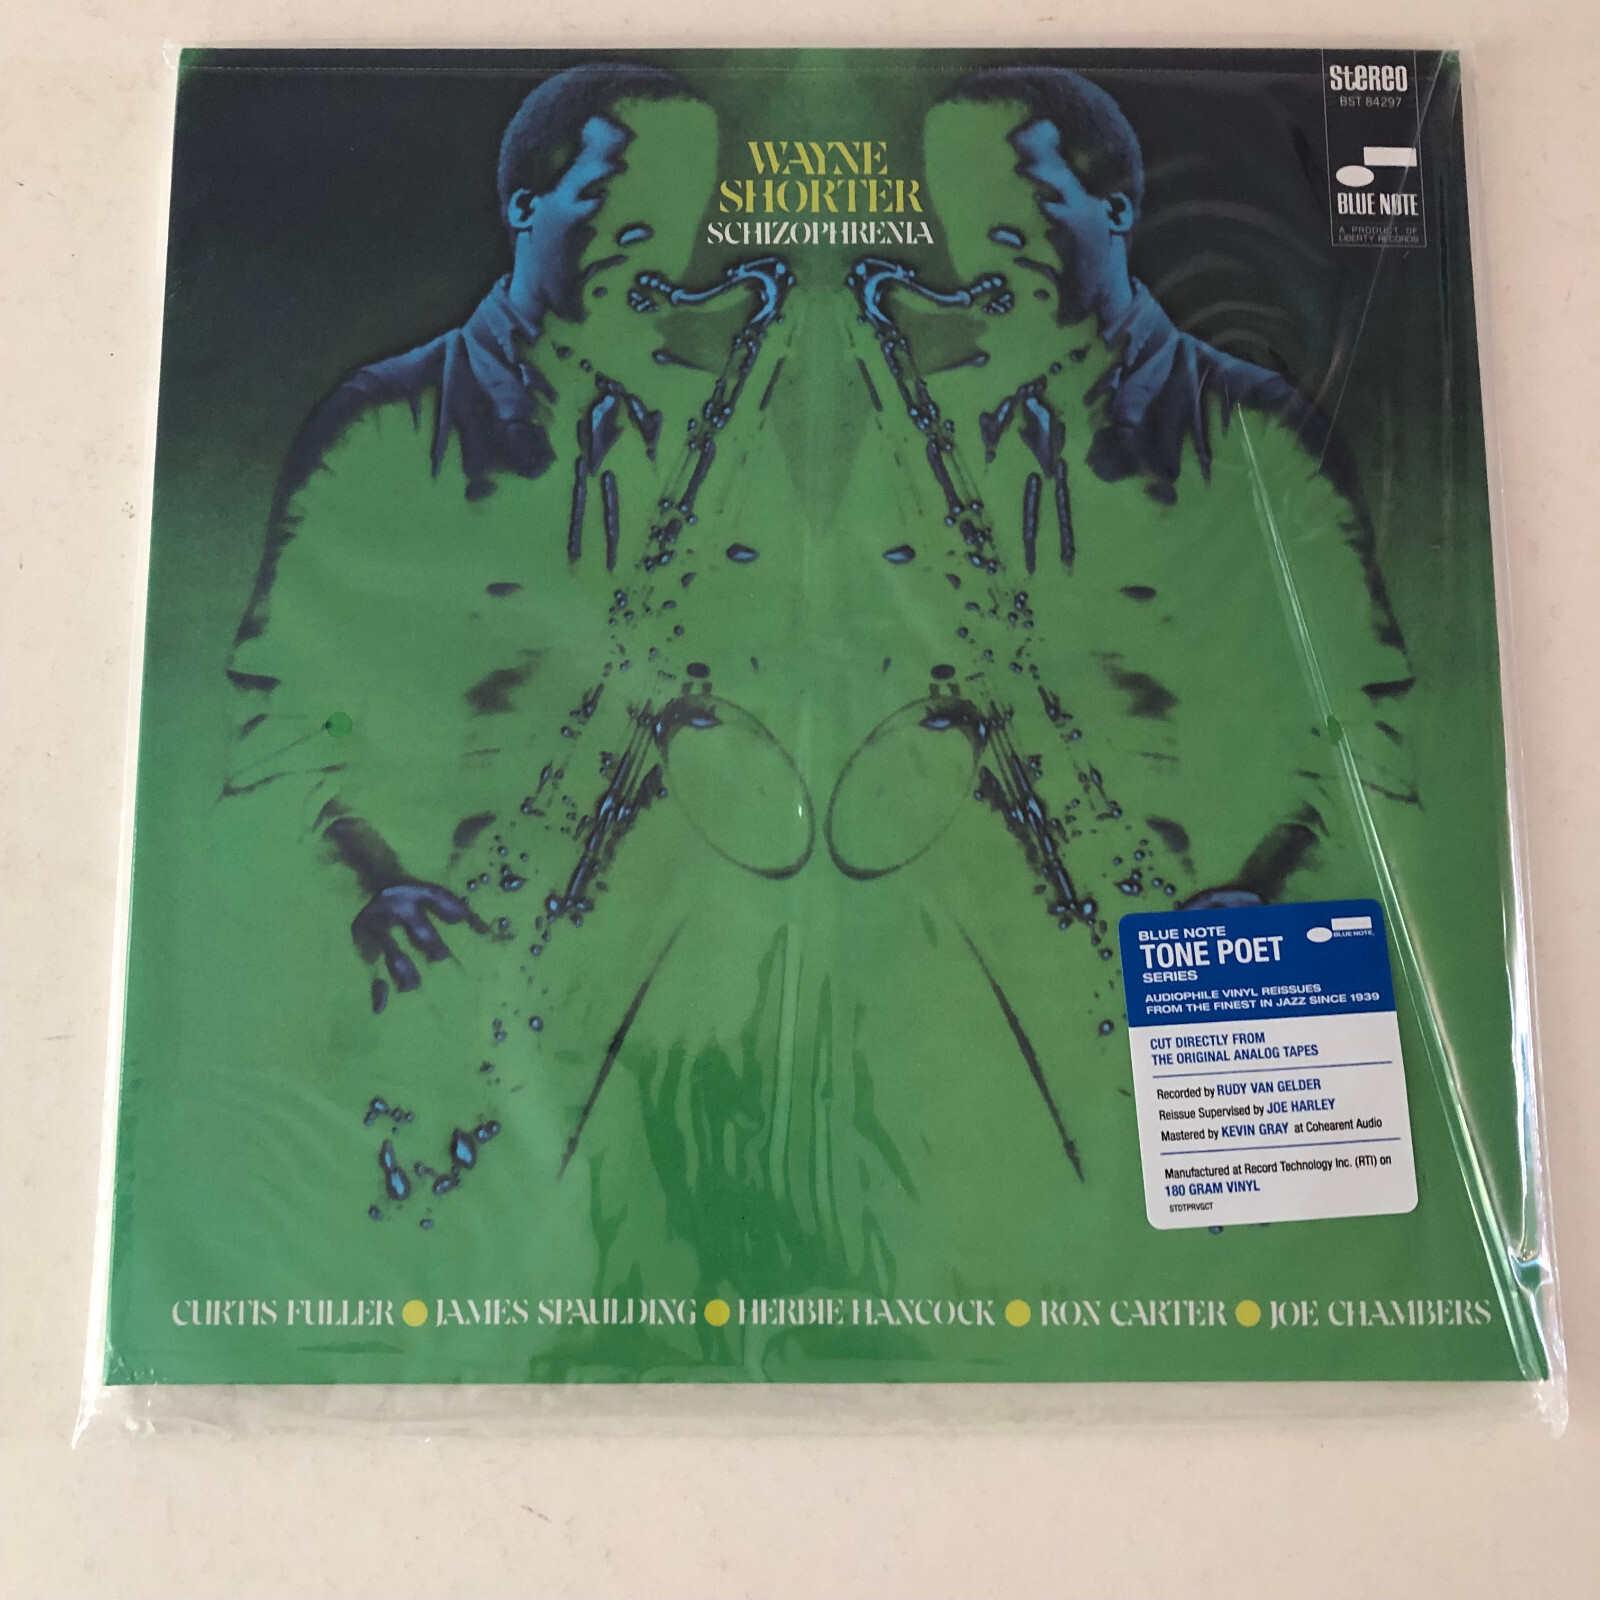 WAYNE
SHORTER
SCHIZOPHRENIA
stereo
BST 84297
BLUE NOTE
A PRODUCT OF
LIBERTY RECORDS
BLUE NOTE
TONE POET
SERIES
BLUE NOTE
AUDIOPHILE VINYL REISSUES
FROM THE FINEST IN JAZZ SINCE 1939
CUT DIRECTLY FROM
THE ORIGINAL ANALOG TAPES
Recorded by RUDY VAN GELDER
Reissue Supervised by JOE HARLEY
Mastered by KEVIN GRAY at Cohearent Audio
Manufactured at Record Technology Inc. (RTI) on
180 GRAM VINYL
STDTPRVGCT
CURTIS FULLER ● JAMES SPAULDING ● HERBIE HANCOCK ● RON CARTER ● JOE CHAMBERS